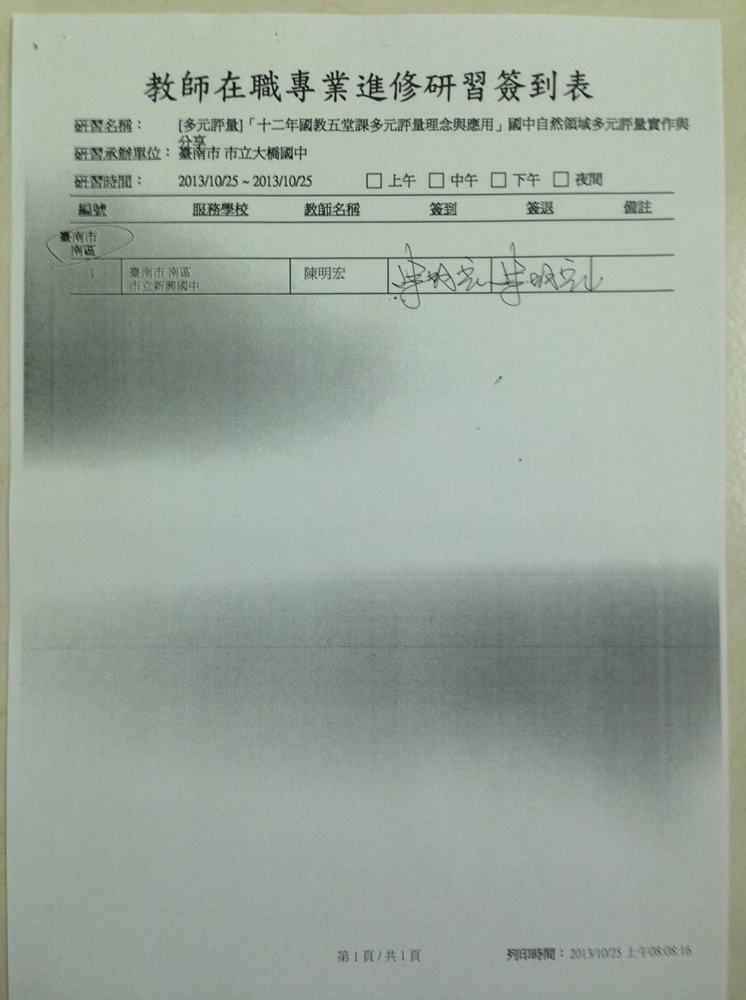 教師在職專業進修研習簽到表
研習名稱： [多元評量]「十二年國教五堂課多元評量理念與應用」國中自然領域多元評量實作與
分享
研習承辦單位： 臺南市 市立大橋國中
研習時間： 2013/10/25 ~ 2013/10/25 □ 上午 □ 中午 □ 下午 □ 夜間
編號 服務學校 教師名稱 簽到 簽退 備註
臺南市
南區
1 臺南市 南區 陳明宏
市立新興國中
第 1 頁 / 共 1 頁 列印時間： 2013/10/25 上午08:08:16